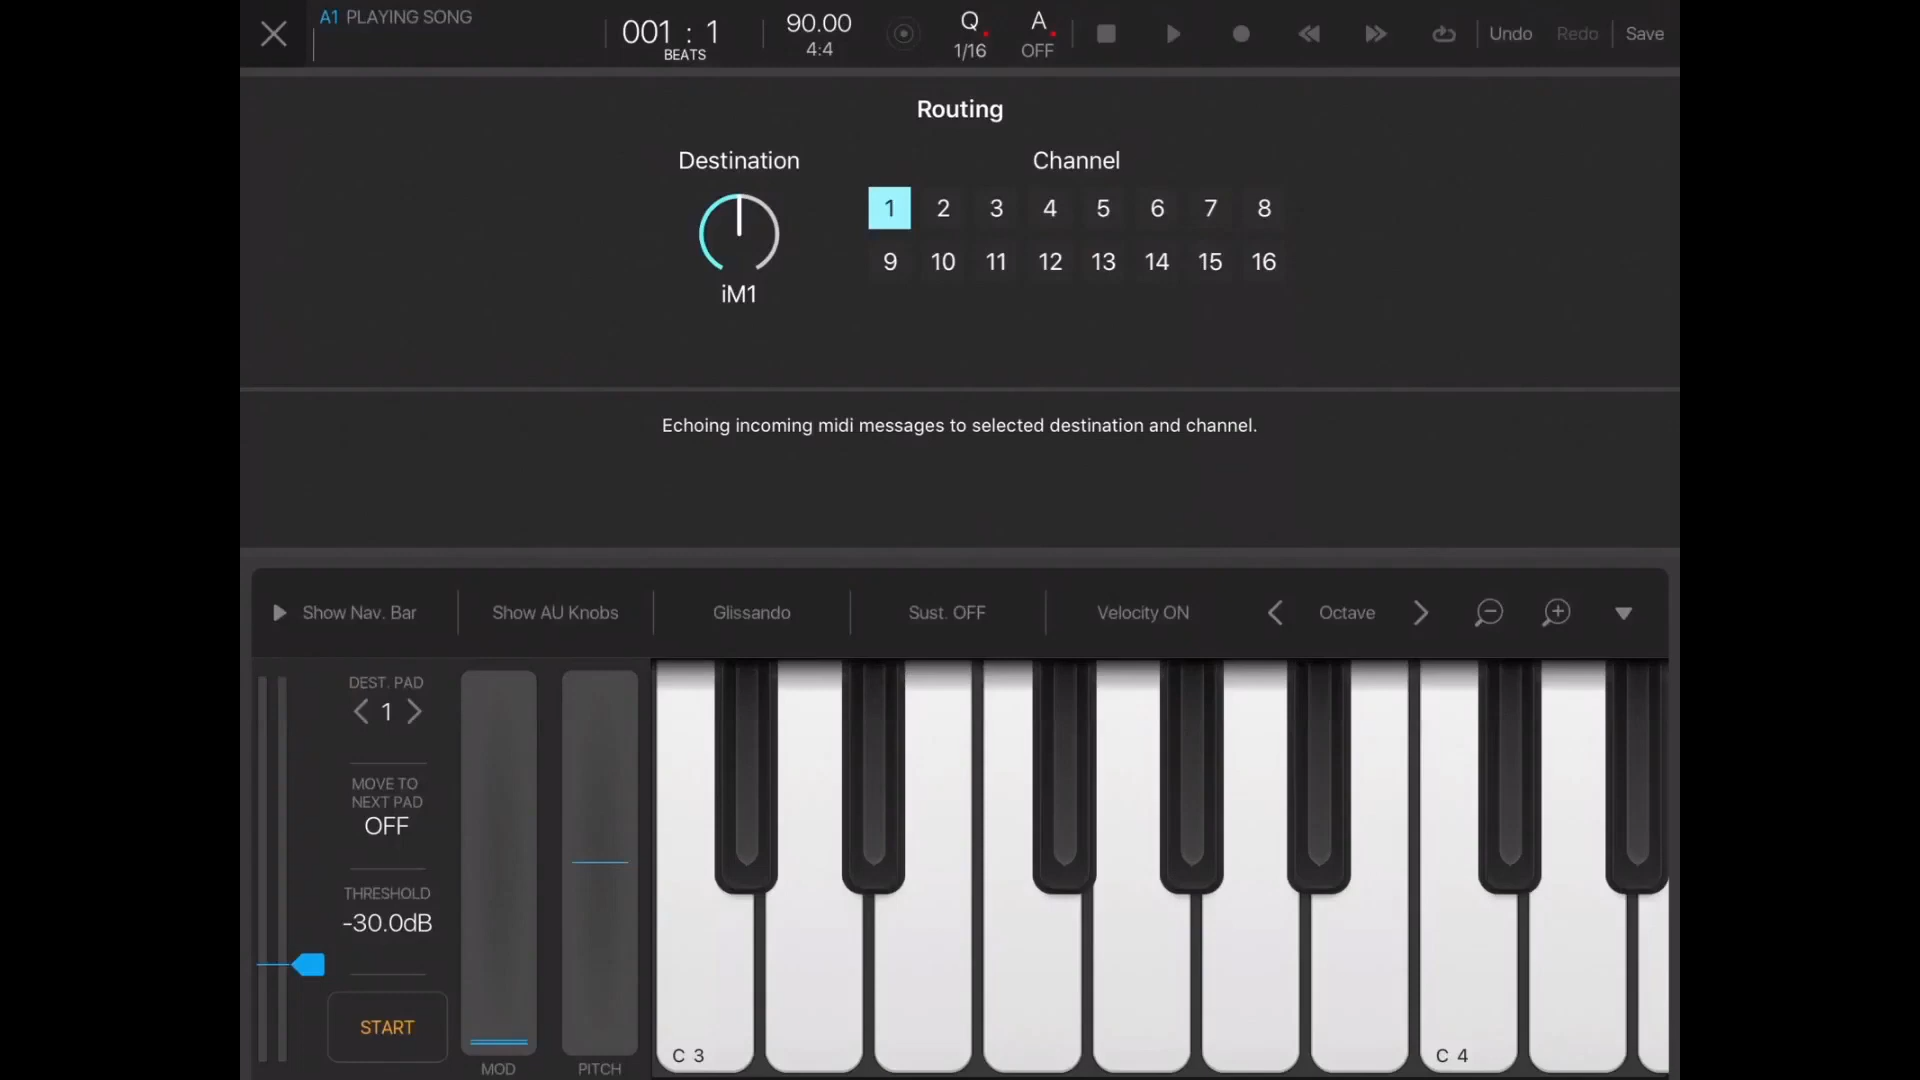 A1 PLAYING SONG
001 : 1
BEATS
90.00
4:4
Q
1/16
A
OFF
Undo
Redo
Save
Routing
Destination
iM1
Channel
1 2 3 4 5 6 7 8
9 10 11 12 13 14 15 16
Echoing incoming midi messages to selected destination and channel.
Show Nav. Bar
Show AU Knobs
Glissando
Sust. OFF
Velocity ON
Octave
DEST. PAD
1
MOVE TO
NEXT PAD
OFF
THRESHOLD
-30.0dB
START
MOD
PITCH
C 3
C 4